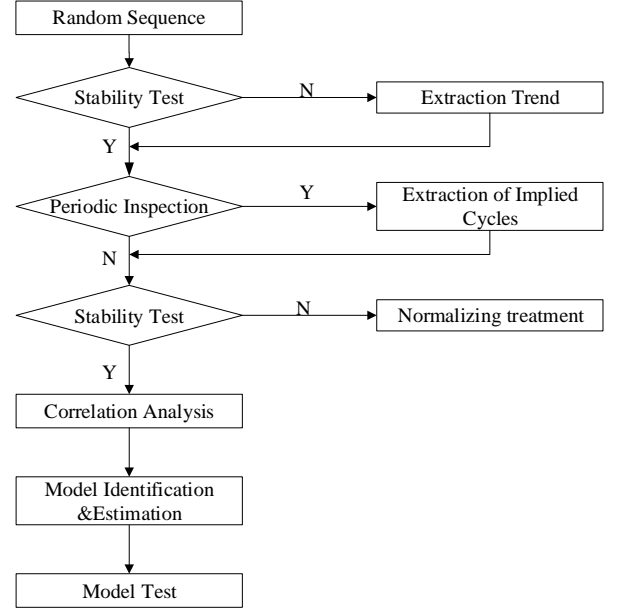 Random Sequence
Stability Test
N
Extraction Trend
Y
Periodic Inspection
Y
Extraction of Implied
Cycles
N
Stability Test
N
Normalizing treatment
Y
Correlation Analysis
Model Identification
&Estimation
Model Test